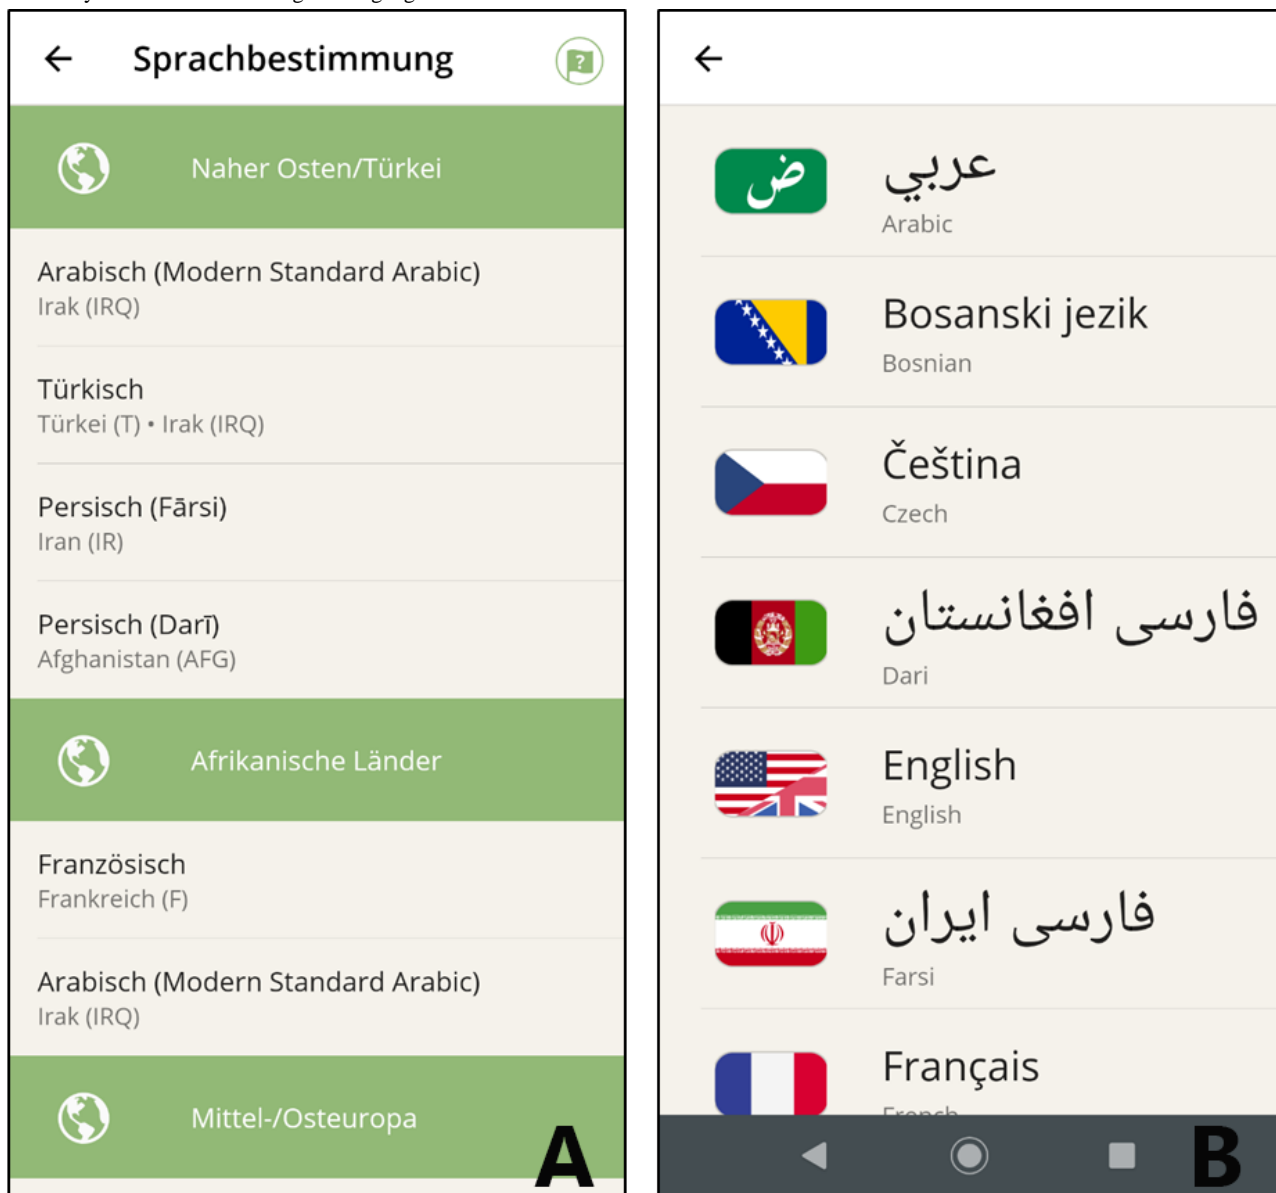 Sprachbestimmung
?
Naher Osten/Türkei
Arabisch (Modern Standard Arabic)
Irak (IRQ)
Türkisch
Türkei (T) • Irak (IRQ)
Persisch (Fārsi)
Iran (IR)
Persisch (Darī)
Afghanistan (AFG)
Afrikanische Länder
Französisch
Frankreich (F)
Arabisch (Modern Standard Arabic)
Irak (IRQ)
Mittel-/Osteuropa
A
ض
عربي
Arabic
Bosanski jezik
Bosnian
Čeština
Czech
فارسی افغانستان
Dari
English
English
فارسی ایران
Farsi
Français
French
B